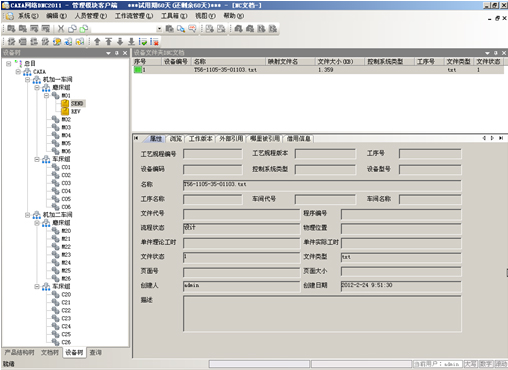 CAXA网络DNC2011 - 管理模块客户端 ***试用期60天(还剩余60天)*** - [NC文档-]
系统(S) 编辑(E) 人员管理(P) 工作流管理(L) 工具箱(T) 视图(V) 帮助(H)
设备树
总目
CAXA
机加一车间
磨床组
M01
SEND
REV
M02
M03
M04
M05
M06
车床组
C01
C02
C03
C04
C05
C06
机加二车间
磨床组
M20
M21
M22
M23
M24
M25
M26
车床组
C20
C21
C22
C23
C24
C25
C26
产品结构树 文档树 设备树 查询
设备文件夹NC文档
序号 设备编号 名称 映射文件名 文件大小(KB) 控制系统类型 工序号 文件类型 文件状态
1 T56-1105-35-01103.txt 1.359 txt 1
属性 浏览 工作版本 外部引用 哪里被引用 借用信息
工艺规程编号 工艺规程版本 工序号
设备编码 控制系统类型 设备型号
名称 T56-1105-35-01103.txt
工序名称 车间代号 车间名称
文件代号 程序编号
流程状态 设计 物理位置
单件理论工时 单件实际工时
文件状态 1 文件类型 txt
页面号 页面大小
创建人 admin 创建日期 2012-2-24 9:51:30
描述
就绪 当前用户：admin 大写 数字 滚动